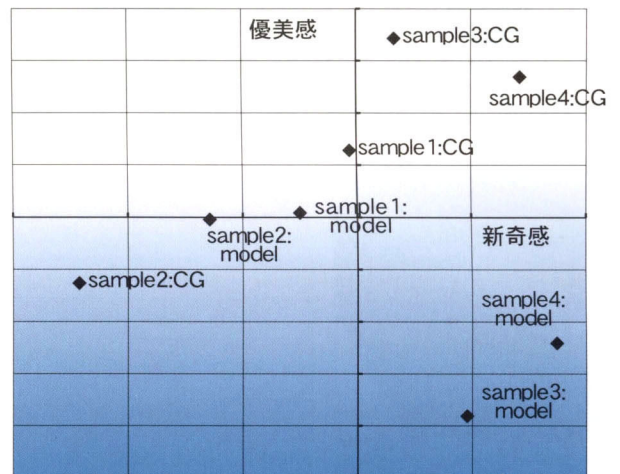 優美感
sample3:CG
sample4:CG
sample1:CG
sample1:
model
sample2:
model
新奇感
sample2:CG
sample4:
model
sample3:
model